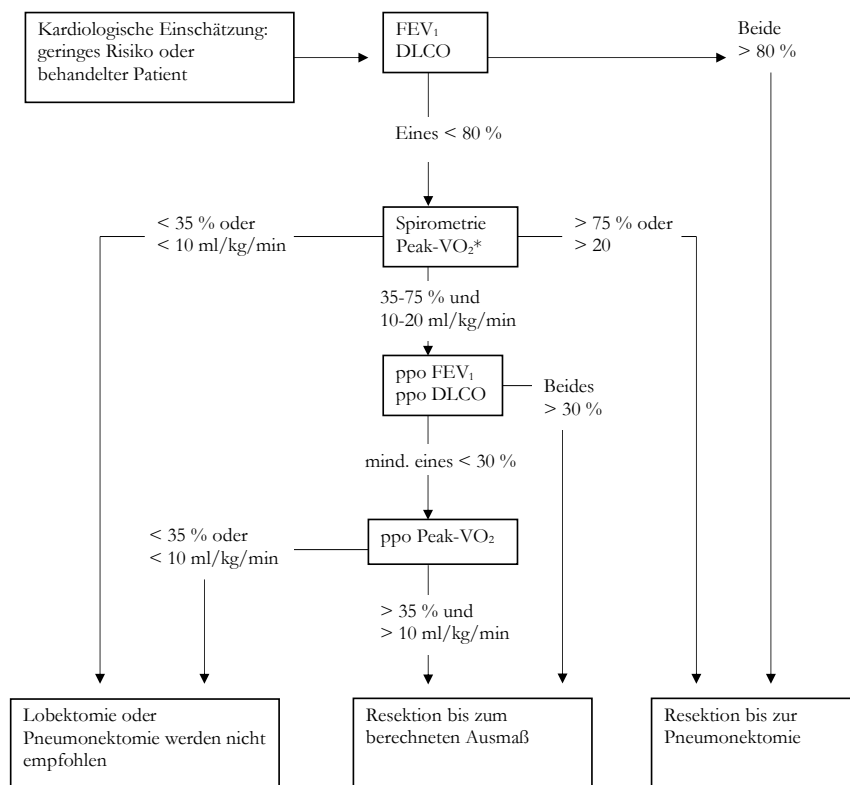 Kardiologische Einschätzung:
geringes Risiko oder
behandelter Patient
FEV₁
DLCO
Beide
> 80 %
Eines < 80 %
< 35 % oder
< 10 ml/kg/min
Spirometrie
Peak-VO₂*
> 75 % oder
> 20
35-75 % und
10-20 ml/kg/min
ppo FEV₁
ppo DLCO
Beides
> 30 %
mind. eines < 30 %
< 35 % oder
< 10 ml/kg/min
ppo Peak-VO₂
> 35 % und
> 10 ml/kg/min
Lobektomie oder
Pneumonektomie werden nicht
empfohlen
Resektion bis zum
berechneten Ausmaß
Resektion bis zur
Pneumonektomie